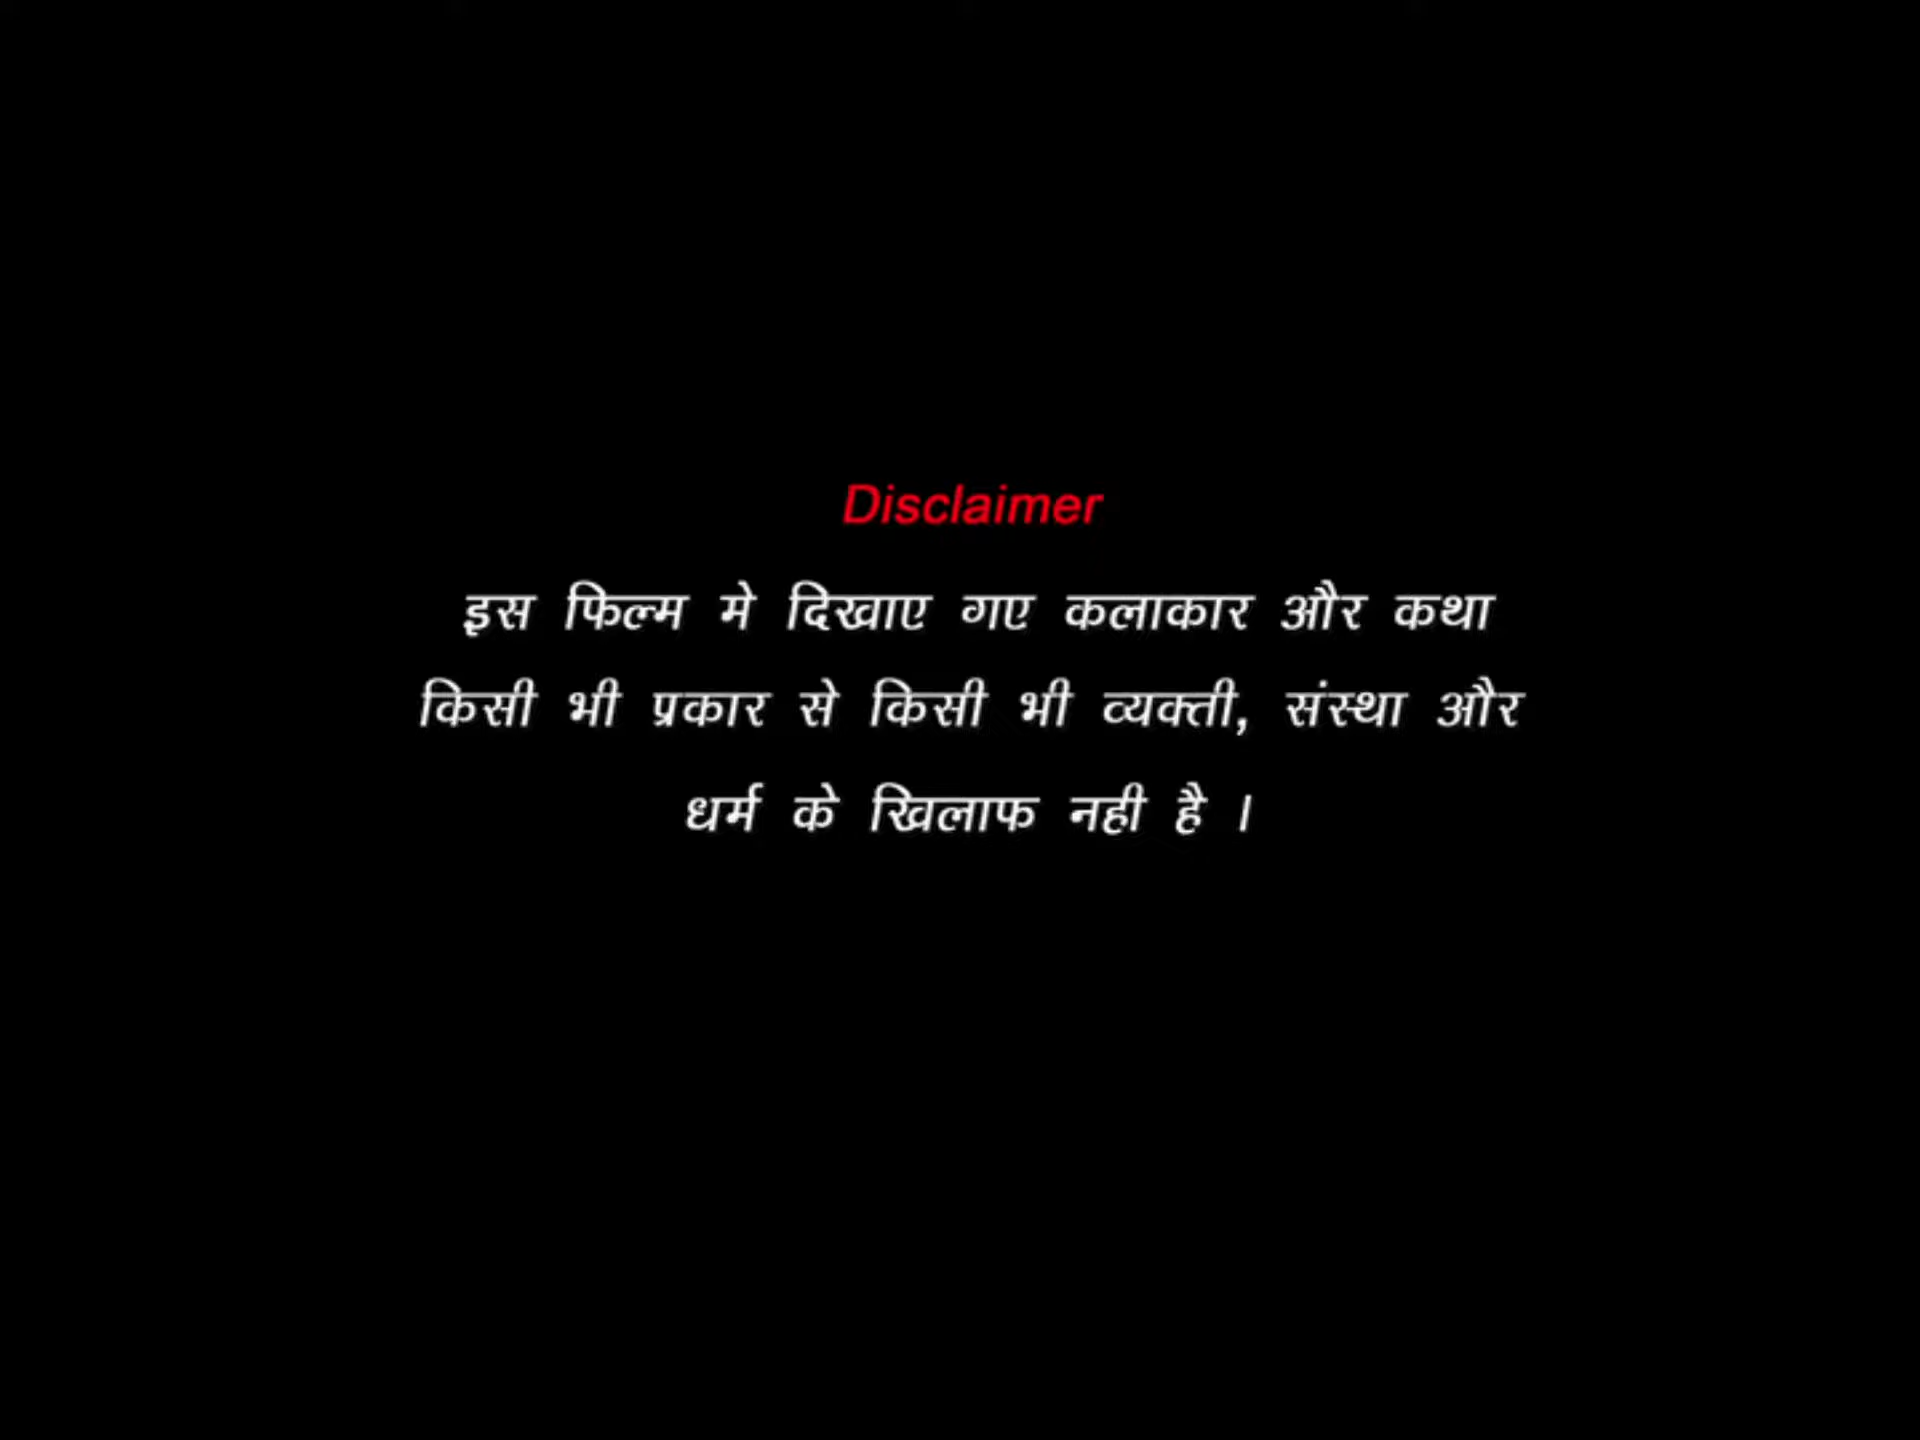 Disclaimer
इस फिल्म मे दिखाए गए कलाकार और कथा
किसी भी प्रकार से किसी भी व्यक्ती, संस्था और
धर्म के खिलाफ नही है ।